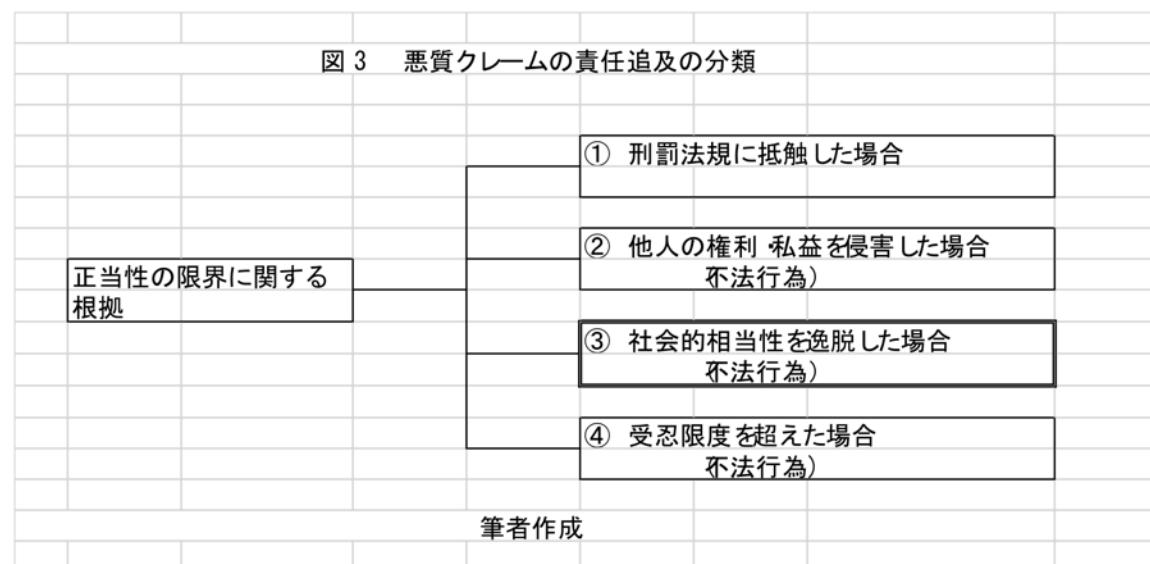 図3 悪質クレームの責任追及の分類
① 刑罰法規に抵触した場合
② 他人の権利・私益を侵害した場合
(不法行為)
正当性の限界に関する
根拠
③ 社会的相当性を逸脱した場合
(不法行為)
④ 受忍限度を超えた場合
(不法行為)
筆者作成